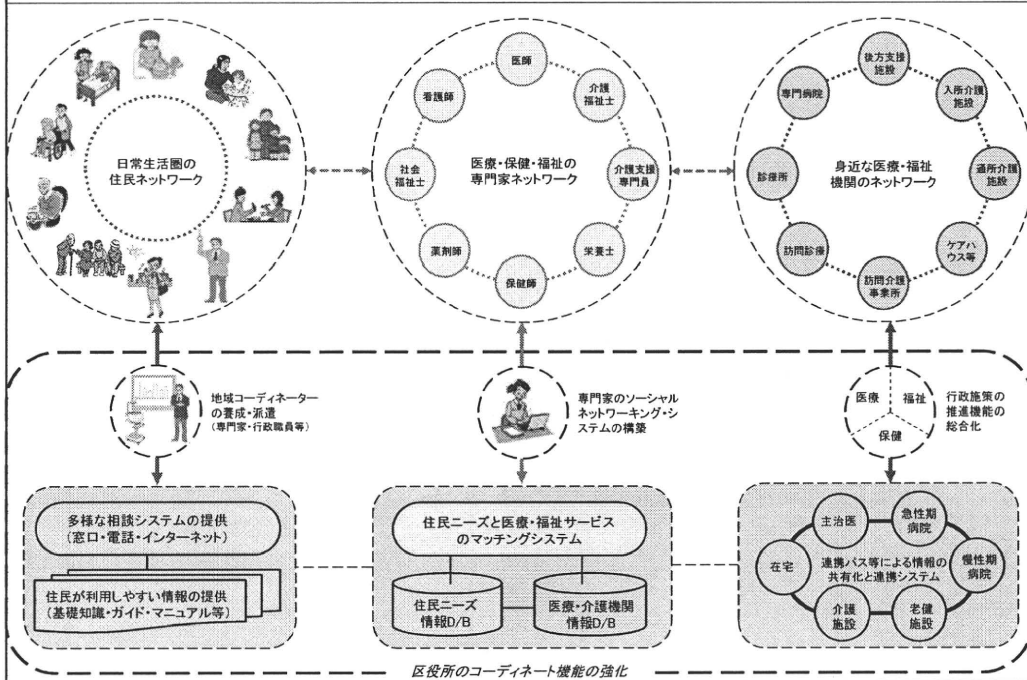 日常生活圏の
住民ネットワーク
医師
介護
福祉士
介護支援
専門員
栄養士
保健師
薬剤師
社会
福祉士
看護師
医療・保健・福祉の
専門家ネットワーク
後方支援
施設
入所介護
施設
通所介護
施設
ケアハ
ウス等
訪問介護
事業所
訪問診療
診療所
専門病院
身近な医療・福祉
機関のネットワーク
地域コーディネーター
の養成・派遣
(専門家・行政職員等)
専門家のソーシャル
ネットワーキング・シ
ステムの構築
医療
福祉
保健
行政施策の
推進機能の
総合化
多様な相談システムの提供
(窓口・電話・インターネット)
住民が利用しやすい情報の提供
(基礎知識・ガイド・マニュアル等)
住民ニーズと医療・福祉サービス
のマッチングシステム
住民ニーズ
情報D/B
医療・介護機関
情報D/B
主治医
急性期
病院
慢性期
病院
老健
施設
介護
施設
在宅
連携パス等による情報の
共有化と連携システム
区役所のコーディネート機能の強化